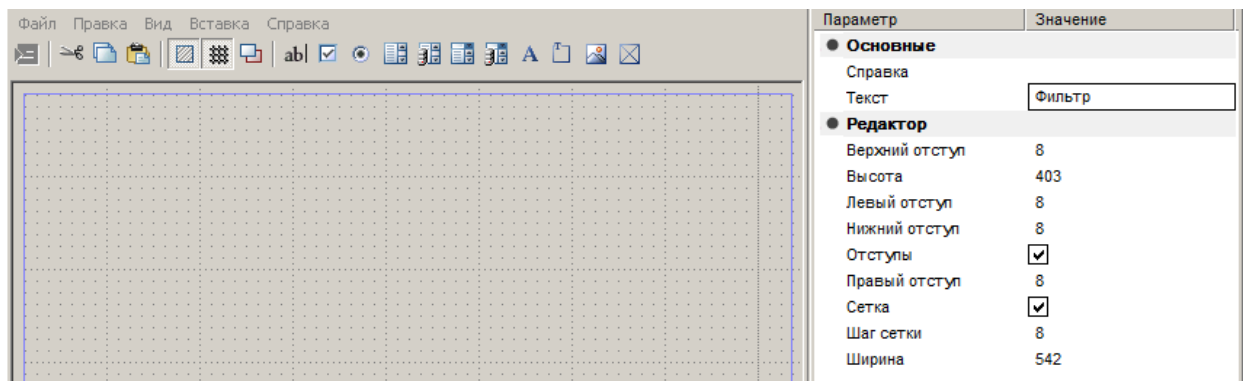 Файл Правка Вид Вставка Справка
ab|
A
Параметр Значение
Основные
Справка
Текст Фильтр
Редактор
Верхний отступ 8
Высота 403
Левый отступ 8
Нижний отступ 8
Отступы
Правый отступ 8
Сетка
Шаг сетки 8
Ширина 542